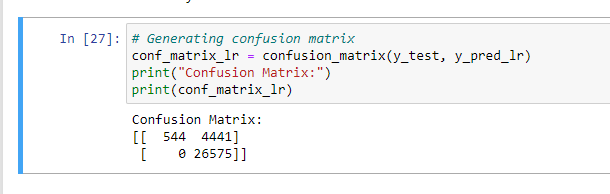 In [27]: # Generating confusion matrix
conf_matrix_lr = confusion_matrix(y_test, y_pred_lr)
print("Confusion Matrix:")
print(conf_matrix_lr)
Confusion Matrix:
[[  544  4441]
 [    0 26575]]